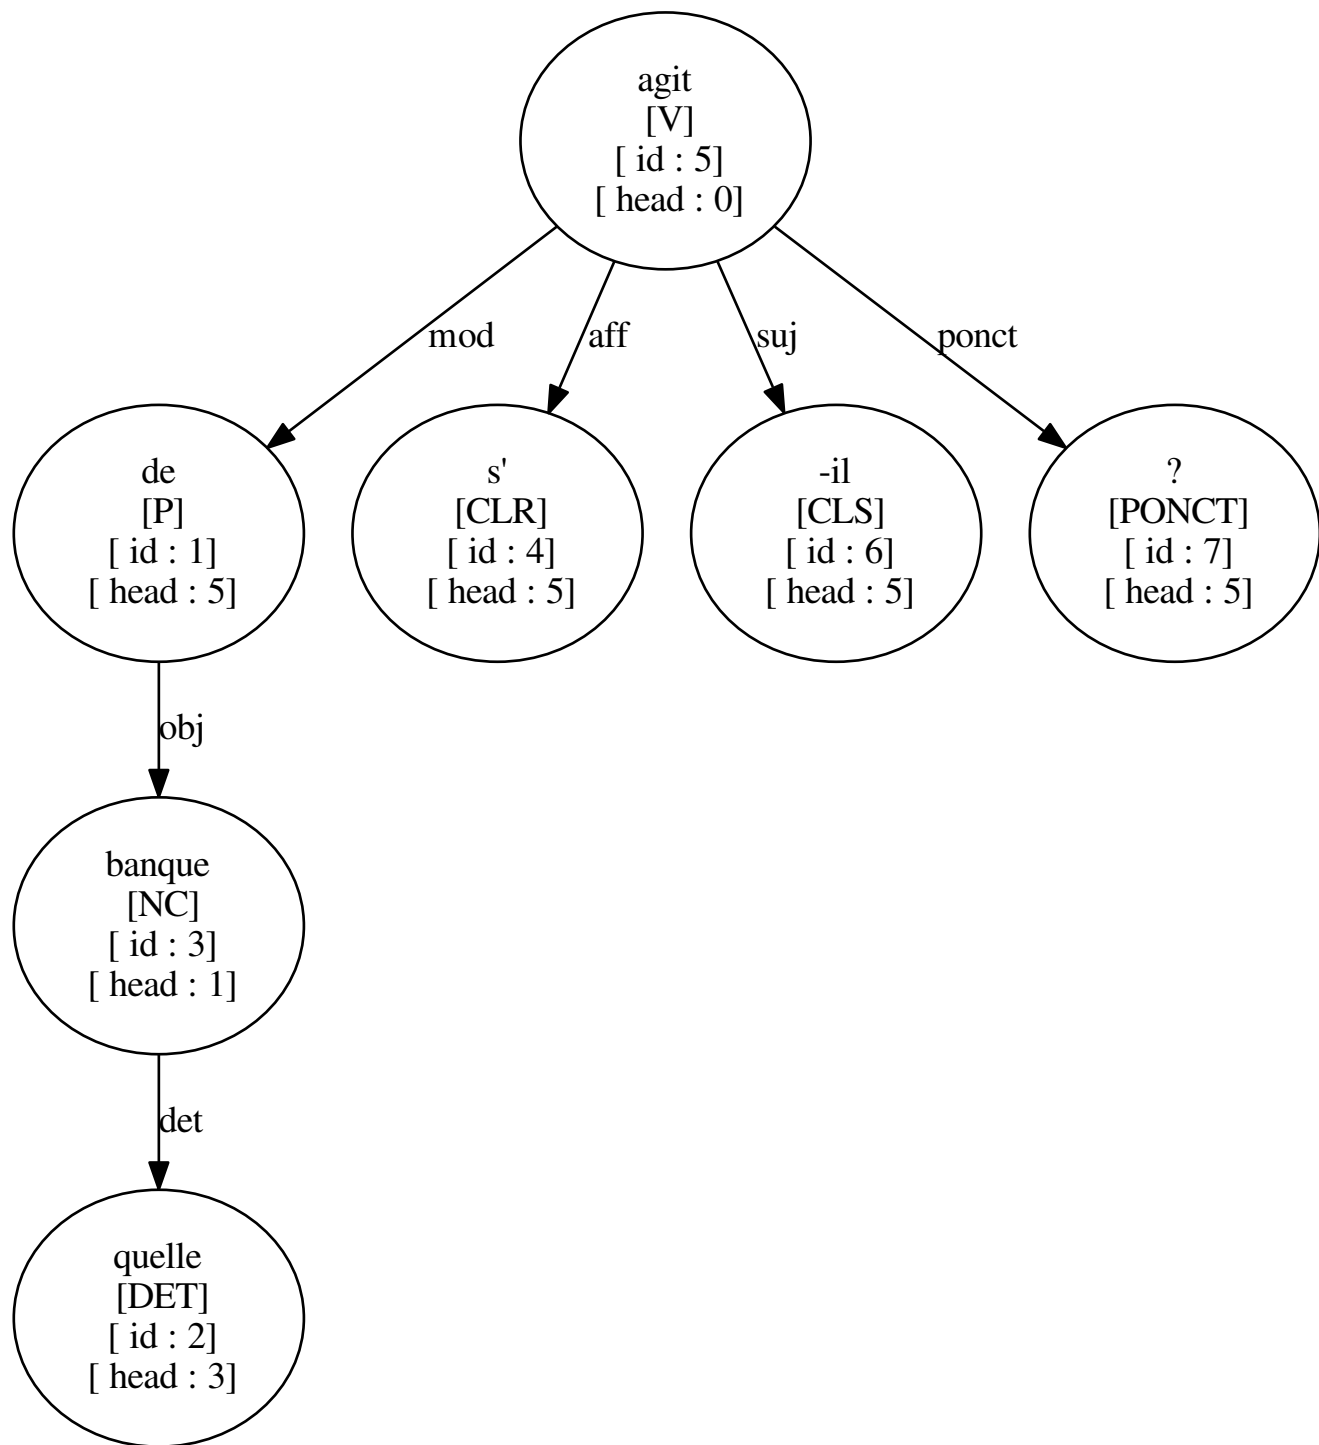 agit
[V]
[ id : 5]
[ head : 0]
mod
aff
suj
ponct
de
[P]
[ id : 1]
[ head : 5]
s'
[CLR]
[ id : 4]
[ head : 5]
-il
[CLS]
[ id : 6]
[ head : 5]
?
[PONCT]
[ id : 7]
[ head : 5]
obj
banque
[NC]
[ id : 3]
[ head : 1]
det
quelle
[DET]
[ id : 2]
[ head : 3]